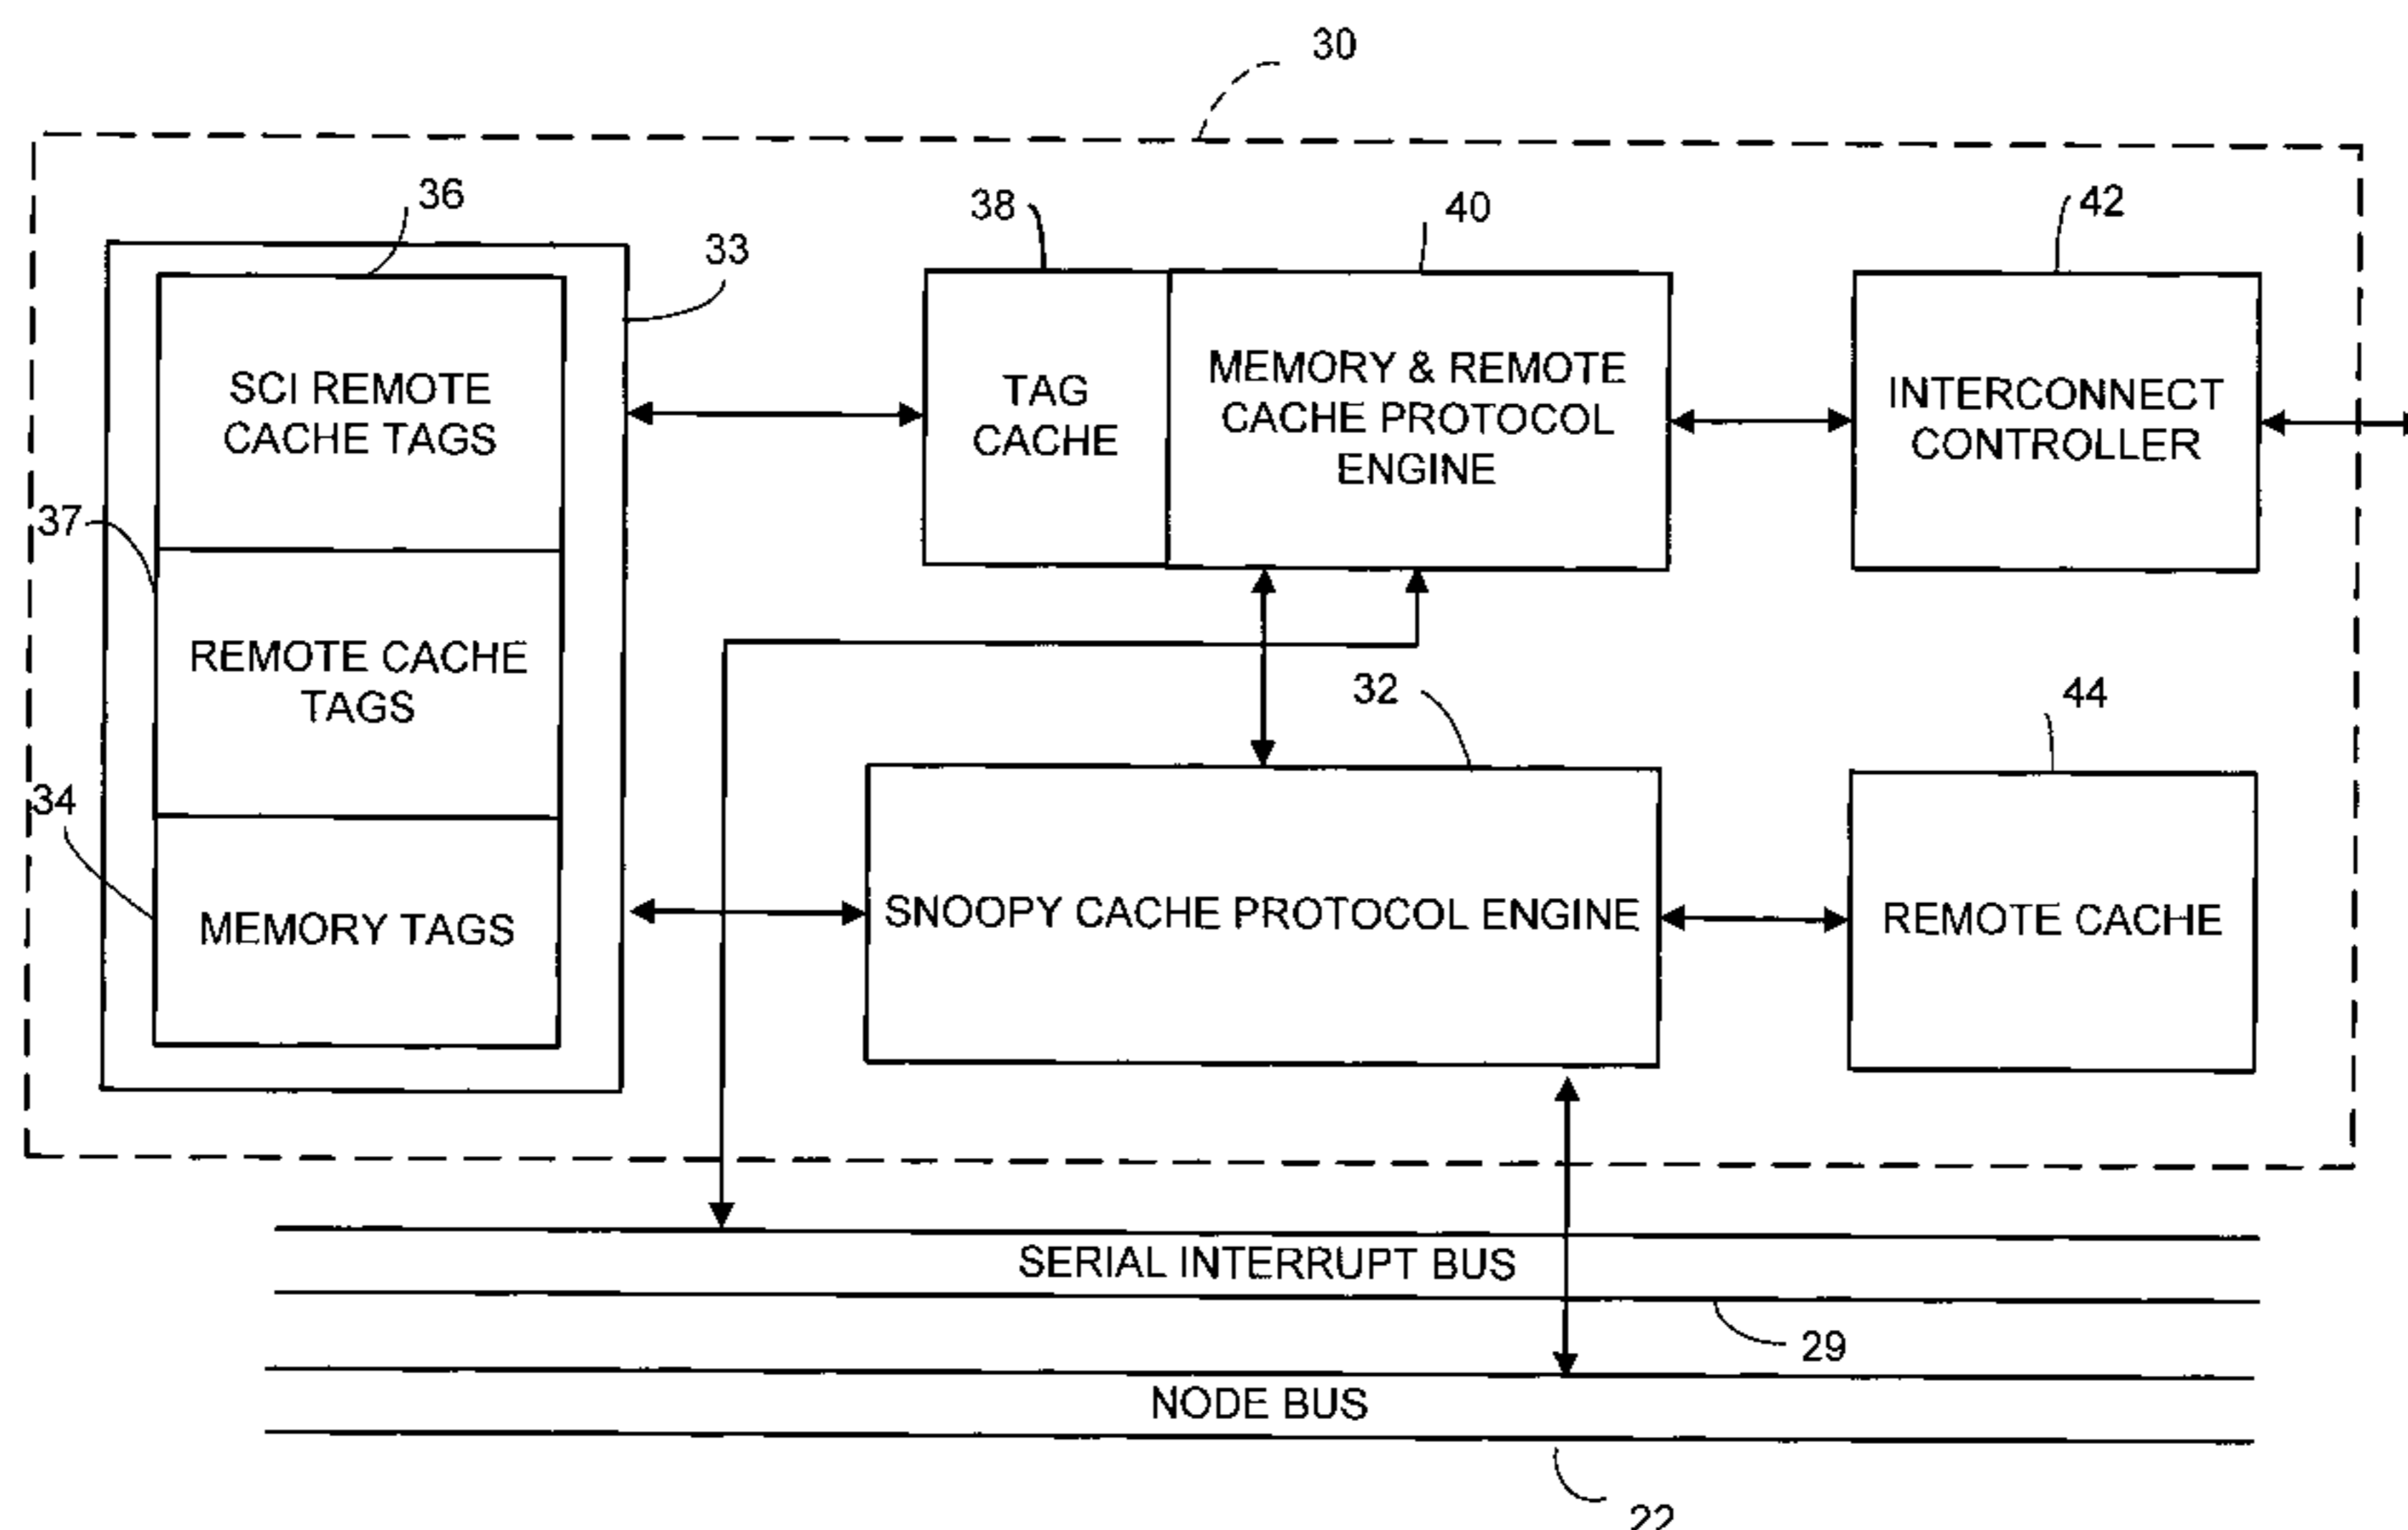 30
36
33
38
40
42
SCI REMOTE
CACHE TAGS
TAG
CACHE
MEMORY & REMOTE
CACHE PROTOCOL
ENGINE
INTERCONNECT
CONTROLLER
37
REMOTE CACHE
TAGS
32
44
34
MEMORY TAGS
SNOOPY CACHE PROTOCOL ENGINE
REMOTE CACHE
SERIAL INTERRUPT BUS
29
NODE BUS
22